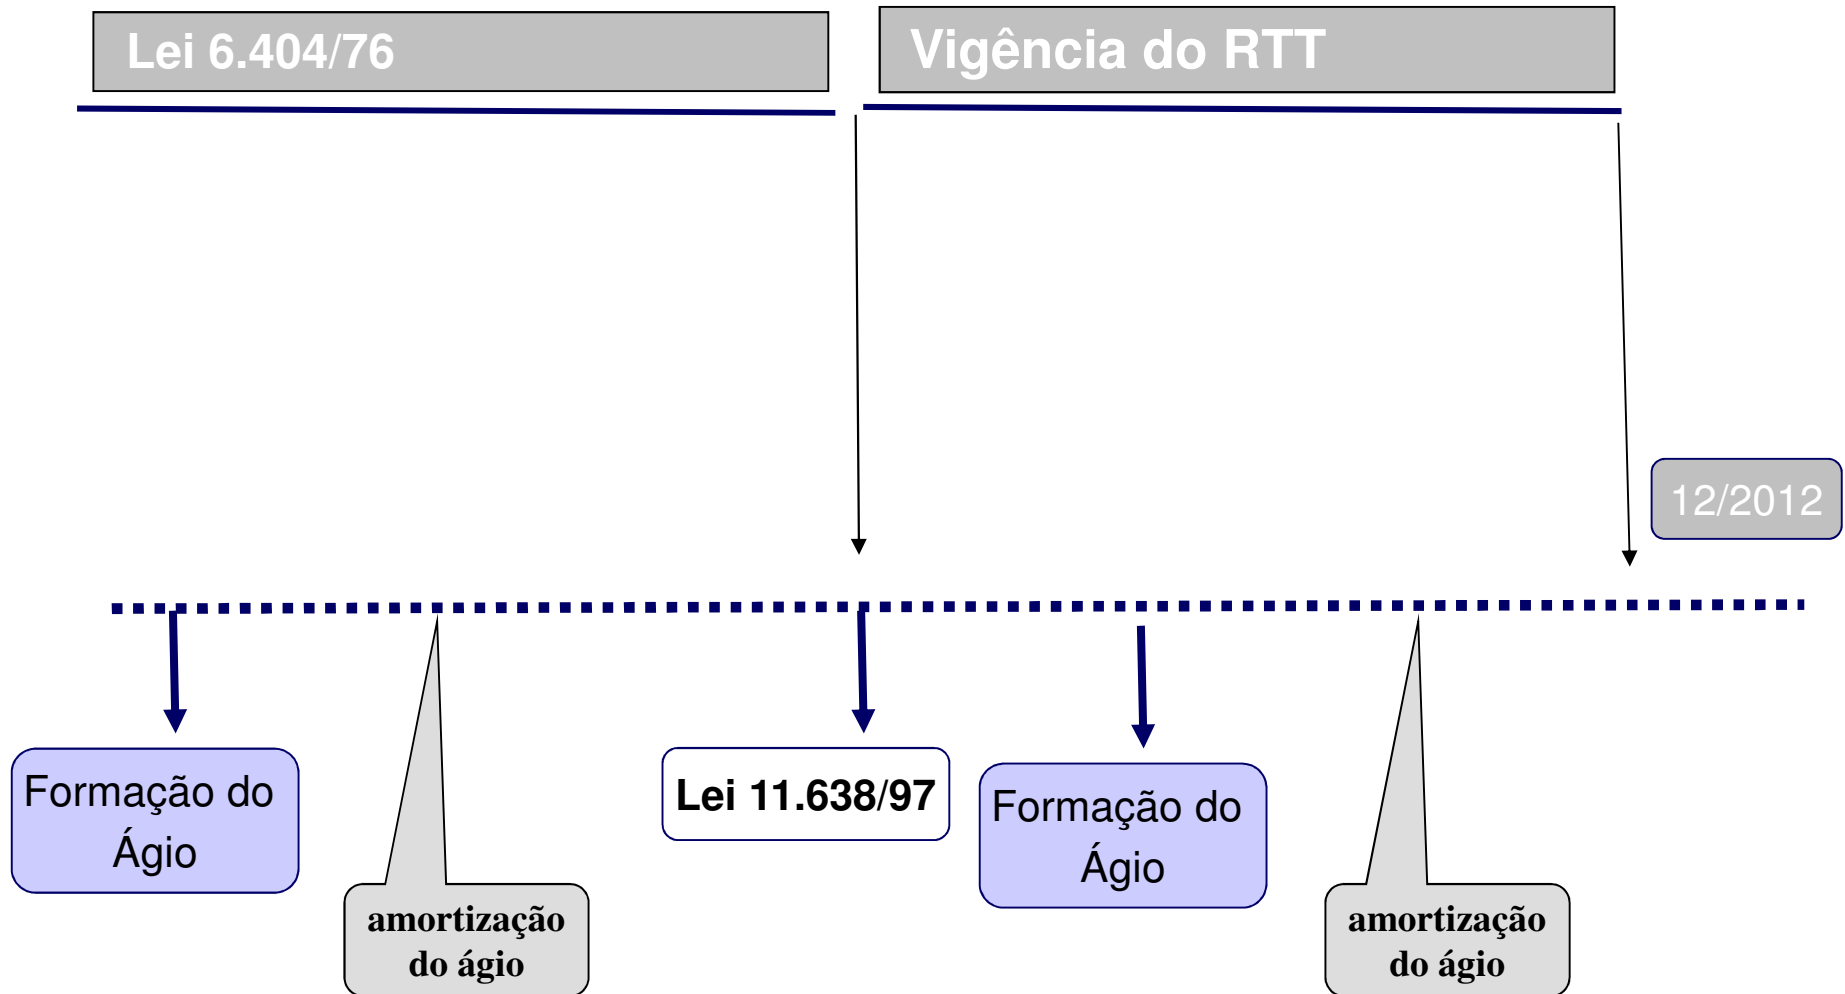 Lei 6.404/76
Vigência do RTT
12/2012
Formação do
Ágio
amortização
do ágio
Lei 11.638/97
Formação do
Ágio
amortização
do ágio